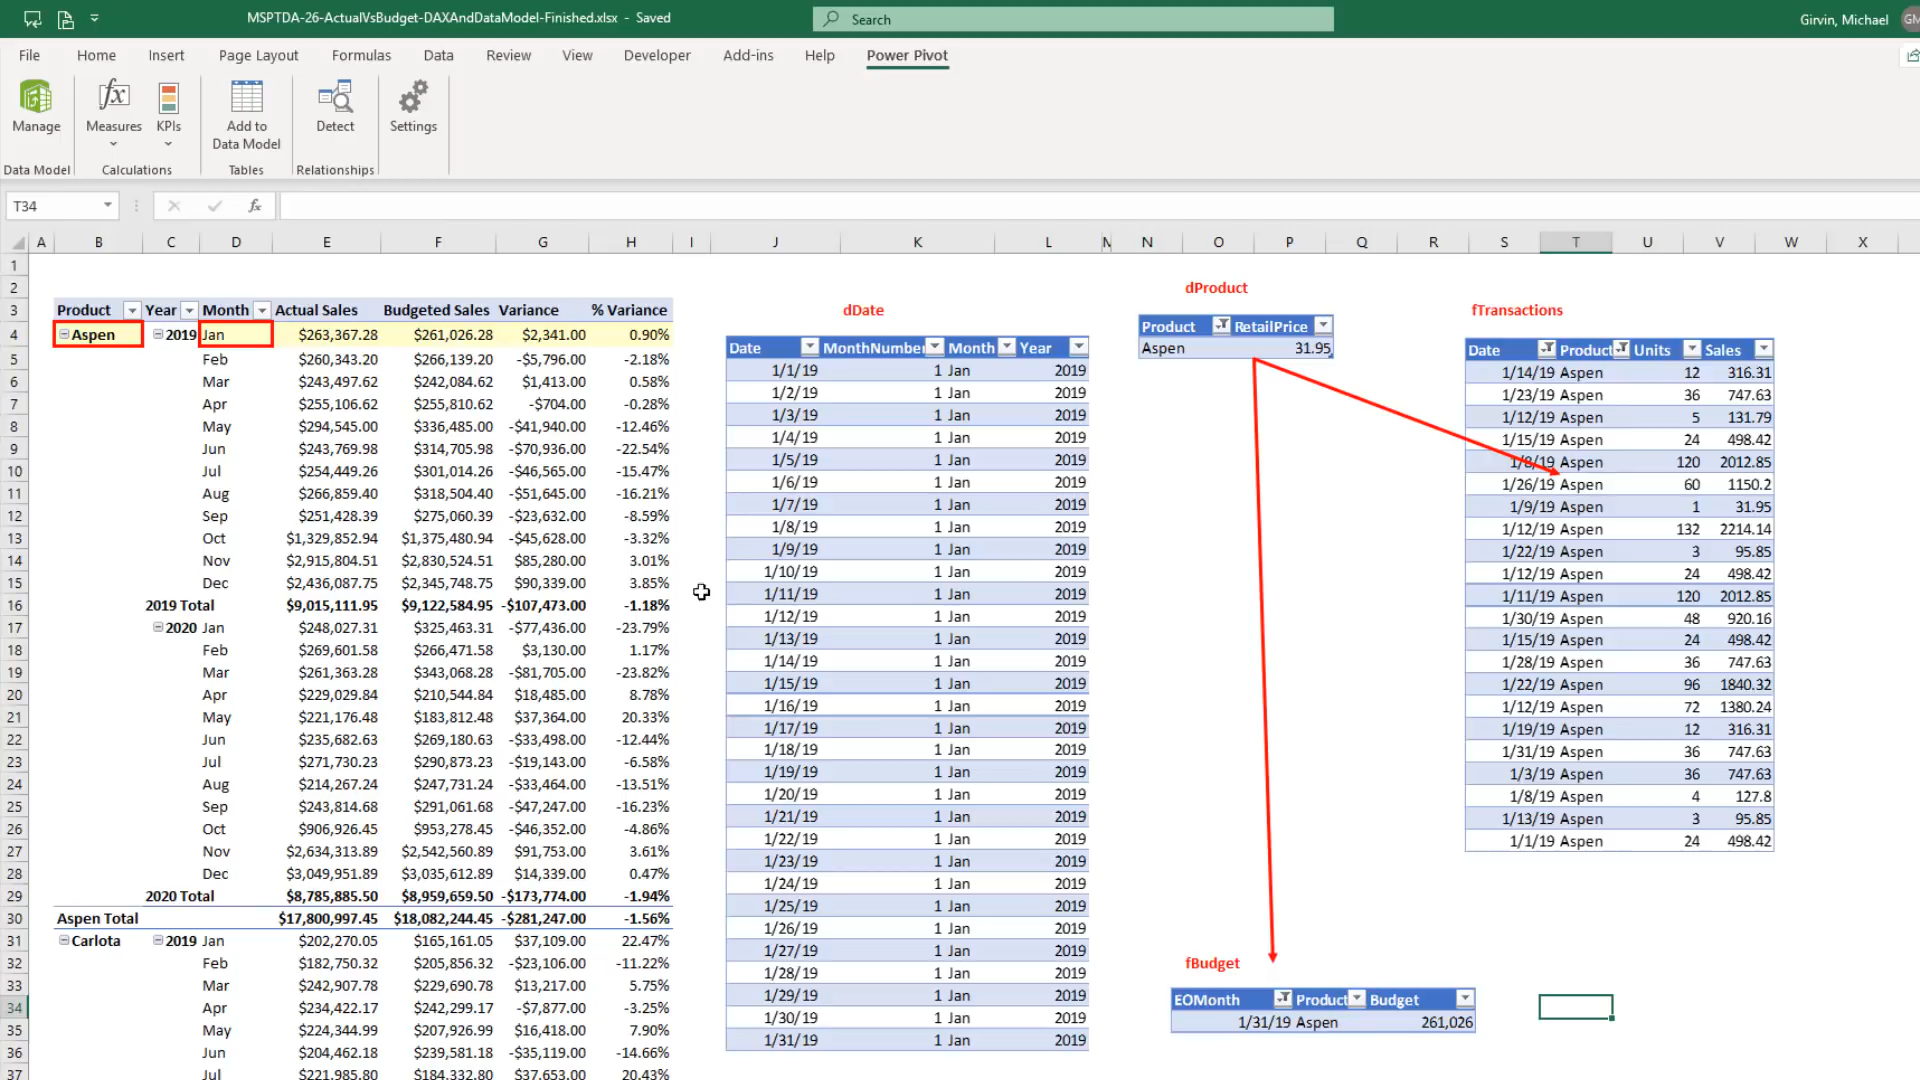 MSPTDA-26-ActualVsBudget-DAXAndDataModel-Finished.xlsx - Saved
Search
Girvin, Michael GM
File Home Insert Page Layout Formulas Data Review View Developer Add-ins Help Power Pivot
Manage Measures KPIs Add to Data Model Detect Settings
Data Model Calculations Tables Relationships
T34 fx
A B C D E F G H I J K L M N O P Q R S T U V W X
1
2 dProduct
3 Product Year Month Actual Sales Budgeted Sales Variance % Variance dDate fTransactions
Product RetailPrice
Aspen 31.95
4 Aspen 2019 Jan $263,367.28 $261,026.28 $2,341.00 0.90%
5 Feb $260,343.20 $266,139.20 -$5,796.00 -2.18%
6 Mar $243,497.62 $242,084.62 $1,413.00 0.58%
7 Apr $255,106.62 $255,810.62 -$704.00 -0.28%
8 May $294,545.00 $336,485.00 -$41,940.00 -12.46%
9 Jun $243,769.98 $314,705.98 -$70,936.00 -22.54%
10 Jul $254,449.26 $301,014.26 -$46,565.00 -15.47%
11 Aug $266,859.40 $318,504.40 -$51,645.00 -16.21%
12 Sep $251,428.39 $275,060.39 -$23,632.00 -8.59%
13 Oct $1,329,852.94 $1,375,480.94 -$45,628.00 -3.32%
14 Nov $2,915,804.51 $2,830,524.51 $85,280.00 3.01%
15 Dec $2,436,087.75 $2,345,748.75 $90,339.00 3.85%
16 2019 Total $9,015,111.95 $9,122,584.95 -$107,473.00 -1.18%
17 2020 Jan $248,027.31 $325,463.31 -$77,436.00 -23.79%
18 Feb $269,601.58 $266,471.58 $3,130.00 1.17%
19 Mar $261,363.28 $343,068.28 -$81,705.00 -23.82%
20 Apr $229,029.84 $210,544.84 $18,485.00 8.78%
21 May $221,176.48 $183,812.48 $37,364.00 20.33%
22 Jun $235,682.63 $269,180.63 -$33,498.00 -12.44%
23 Jul $271,730.23 $290,873.23 -$19,143.00 -6.58%
24 Aug $214,267.24 $247,731.24 -$33,464.00 -13.51%
25 Sep $243,814.68 $291,061.68 -$47,247.00 -16.23%
26 Oct $906,926.45 $953,278.45 -$46,352.00 -4.86%
27 Nov $2,634,313.89 $2,542,560.89 $91,753.00 3.61%
28 Dec $3,049,951.89 $3,035,612.89 $14,339.00 0.47%
29 2020 Total $8,785,885.50 $8,959,659.50 -$173,774.00 -1.94%
30 Aspen Total $17,800,997.45 $18,082,244.45 -$281,247.00 -1.56%
31 Carlota 2019 Jan $202,270.05 $165,161.05 $37,109.00 22.47%
32 Feb $182,750.32 $205,856.32 -$23,106.00 -11.22%
33 Mar $242,907.78 $229,690.78 $13,217.00 5.75%
34 Apr $234,422.17 $242,299.17 -$7,877.00 -3.25%
35 May $224,344.99 $207,926.99 $16,418.00 7.90%
36 Jun $204,462.18 $239,581.18 -$35,119.00 -14.66%
37 Jul $221,985.80 $184,332.80 $37,653.00 20.43%
Date MonthNumber Month Year
1/1/19 1 Jan 2019
1/2/19 1 Jan 2019
1/3/19 1 Jan 2019
1/4/19 1 Jan 2019
1/5/19 1 Jan 2019
1/6/19 1 Jan 2019
1/7/19 1 Jan 2019
1/8/19 1 Jan 2019
1/9/19 1 Jan 2019
1/10/19 1 Jan 2019
1/11/19 1 Jan 2019
1/12/19 1 Jan 2019
1/13/19 1 Jan 2019
1/14/19 1 Jan 2019
1/15/19 1 Jan 2019
1/16/19 1 Jan 2019
1/17/19 1 Jan 2019
1/18/19 1 Jan 2019
1/19/19 1 Jan 2019
1/20/19 1 Jan 2019
1/21/19 1 Jan 2019
1/22/19 1 Jan 2019
1/23/19 1 Jan 2019
1/24/19 1 Jan 2019
1/25/19 1 Jan 2019
1/26/19 1 Jan 2019
1/27/19 1 Jan 2019
1/28/19 1 Jan 2019
1/29/19 1 Jan 2019
1/30/19 1 Jan 2019
1/31/19 1 Jan 2019
Date Product Units Sales
1/14/19 Aspen 12 316.31
1/23/19 Aspen 36 747.63
1/12/19 Aspen 5 131.79
1/15/19 Aspen 24 498.42
1/8/19 Aspen 120 2012.85
1/26/19 Aspen 60 1150.2
1/9/19 Aspen 1 31.95
1/12/19 Aspen 132 2214.14
1/22/19 Aspen 3 95.85
1/12/19 Aspen 24 498.42
1/11/19 Aspen 120 2012.85
1/30/19 Aspen 48 920.16
1/15/19 Aspen 24 498.42
1/28/19 Aspen 36 747.63
1/22/19 Aspen 96 1840.32
1/12/19 Aspen 72 1380.24
1/19/19 Aspen 12 316.31
1/31/19 Aspen 36 747.63
1/3/19 Aspen 36 747.63
1/8/19 Aspen 4 127.8
1/13/19 Aspen 3 95.85
1/1/19 Aspen 24 498.42
fBudget
EOMonth Product Budget
1/31/19 Aspen 261,026